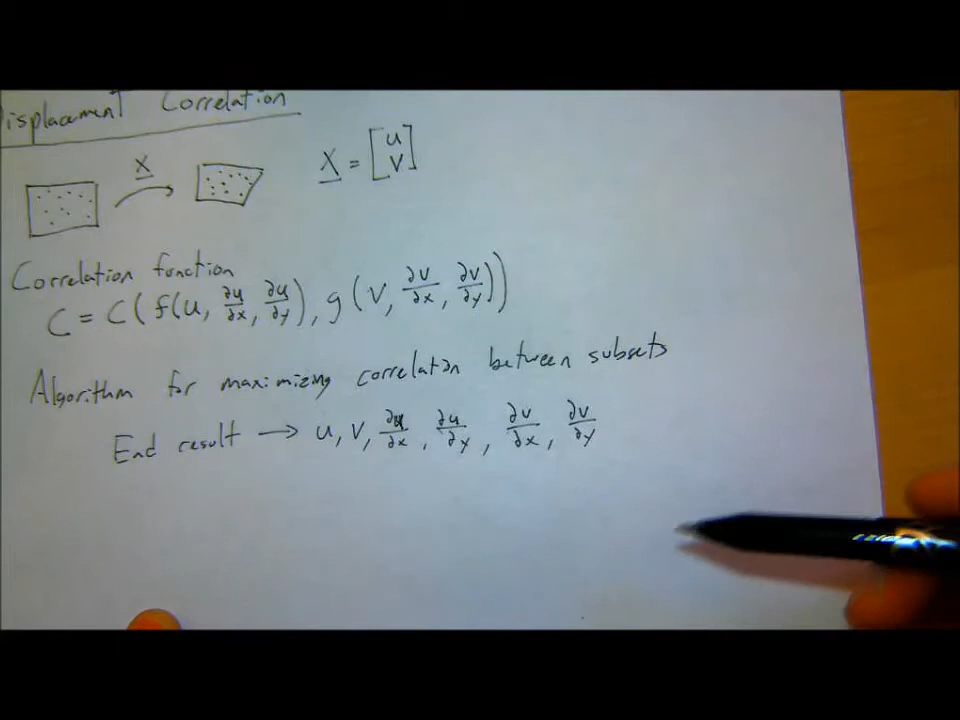 isplacement Correlation
X
X = [u v]
Correlation function
C = C(f(u, ∂u/∂x, ∂u/∂y), g(v, ∂v/∂x, ∂v/∂y))
Algorithm for maximizing correlation between subsets
End result → u, v, ∂u/∂x, ∂u/∂y, ∂v/∂x, ∂v/∂y